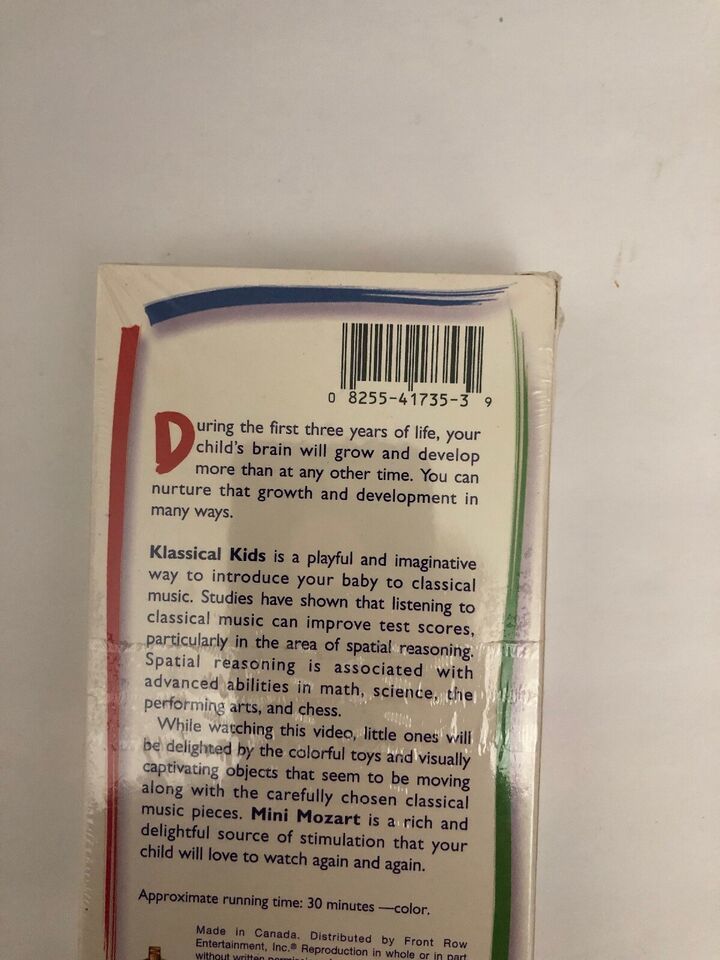 0 8255-41735-3 9
During the first three years of life, your
child's brain will grow and develop
more than at any other time. You can
nurture that growth and development in
many ways.
Klassical Kids is a playful and imaginative
way to introduce your baby to classical
music. Studies have shown that listening to
classical music can improve test scores,
particularly in the area of spatial reasoning.
Spatial reasoning is associated with
advanced abilities in math, science, the
performing arts, and chess.
While watching this video, little ones will
be delighted by the colorful toys and visually
captivating objects that seem to be moving
along with the carefully chosen classical
music pieces. Mini Mozart is a rich and
delightful source of stimulation that your
child will love to watch again and again.
Approximate running time: 30 minutes —color.
Made in Canada. Distributed by Front Row
Entertainment, Inc.® Reproduction in whole or in part
without written